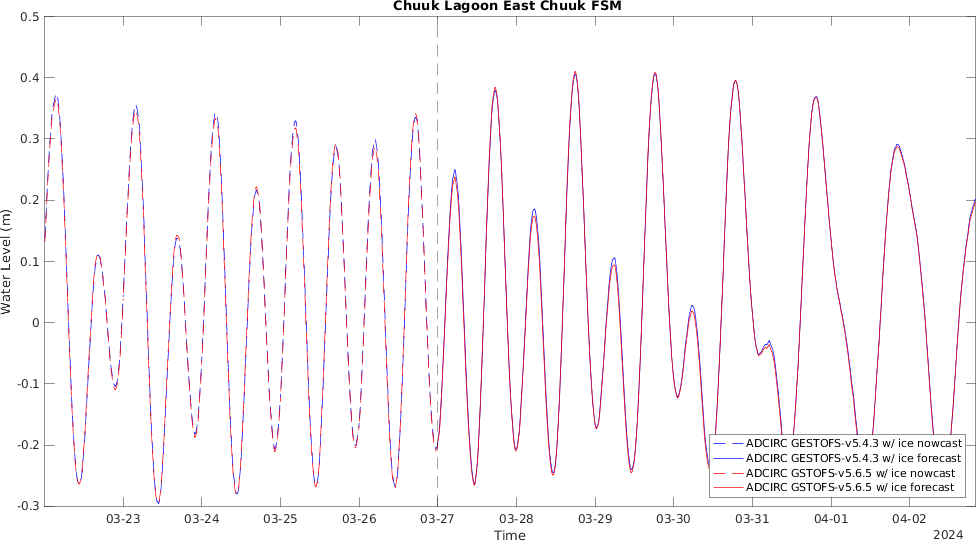 Chuuk Lagoon East Chuuk FSM
0.5
0.4
0.3
0.2
0.1
0
-0.1
-0.2
-0.3
Water Level (m)
ADCIRC GESTOFS-v5.4.3 w/ ice nowcast
ADCIRC GESTOFS-v5.4.3 w/ ice forecast
ADCIRC GSTOFS-v5.6.5 w/ ice nowcast
ADCIRC GSTOFS-v5.6.5 w/ ice forecast
03-23 03-24 03-25 03-26 03-27 03-28 03-29 03-30 03-31 04-01 04-02
Time
2024